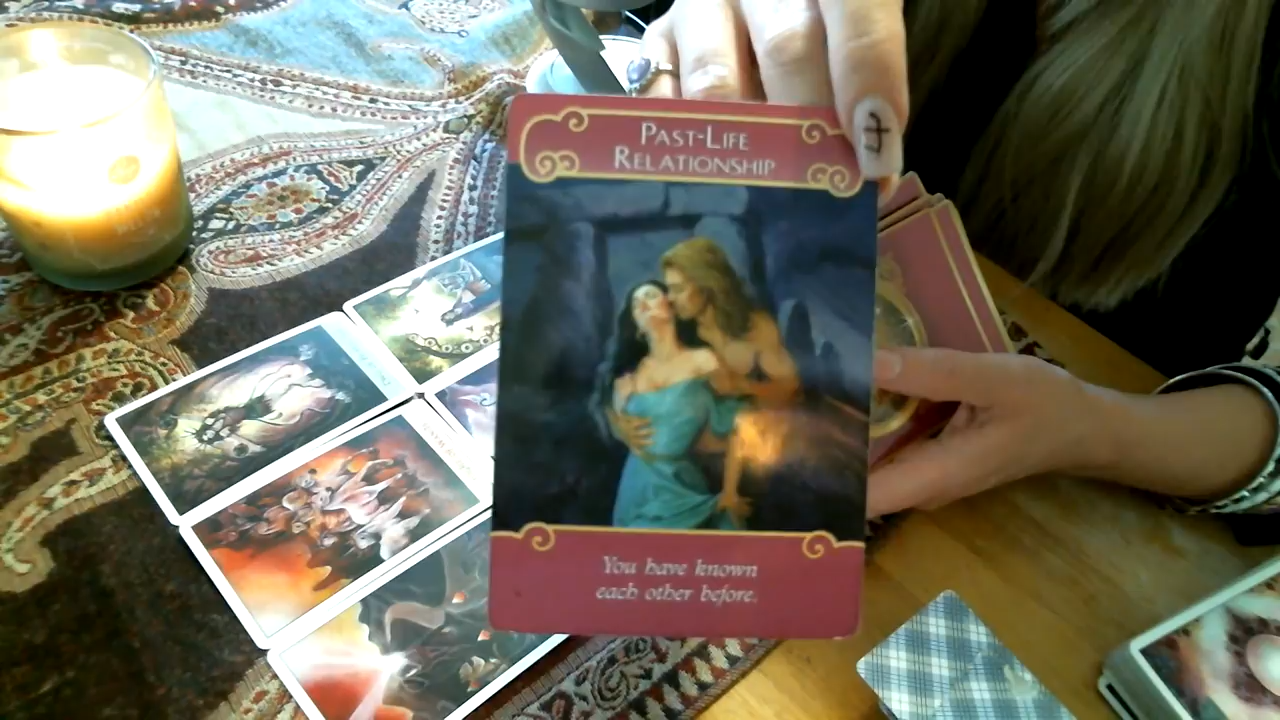 PAST-LIFE
RELATIONSHIP
You have known
each other before.